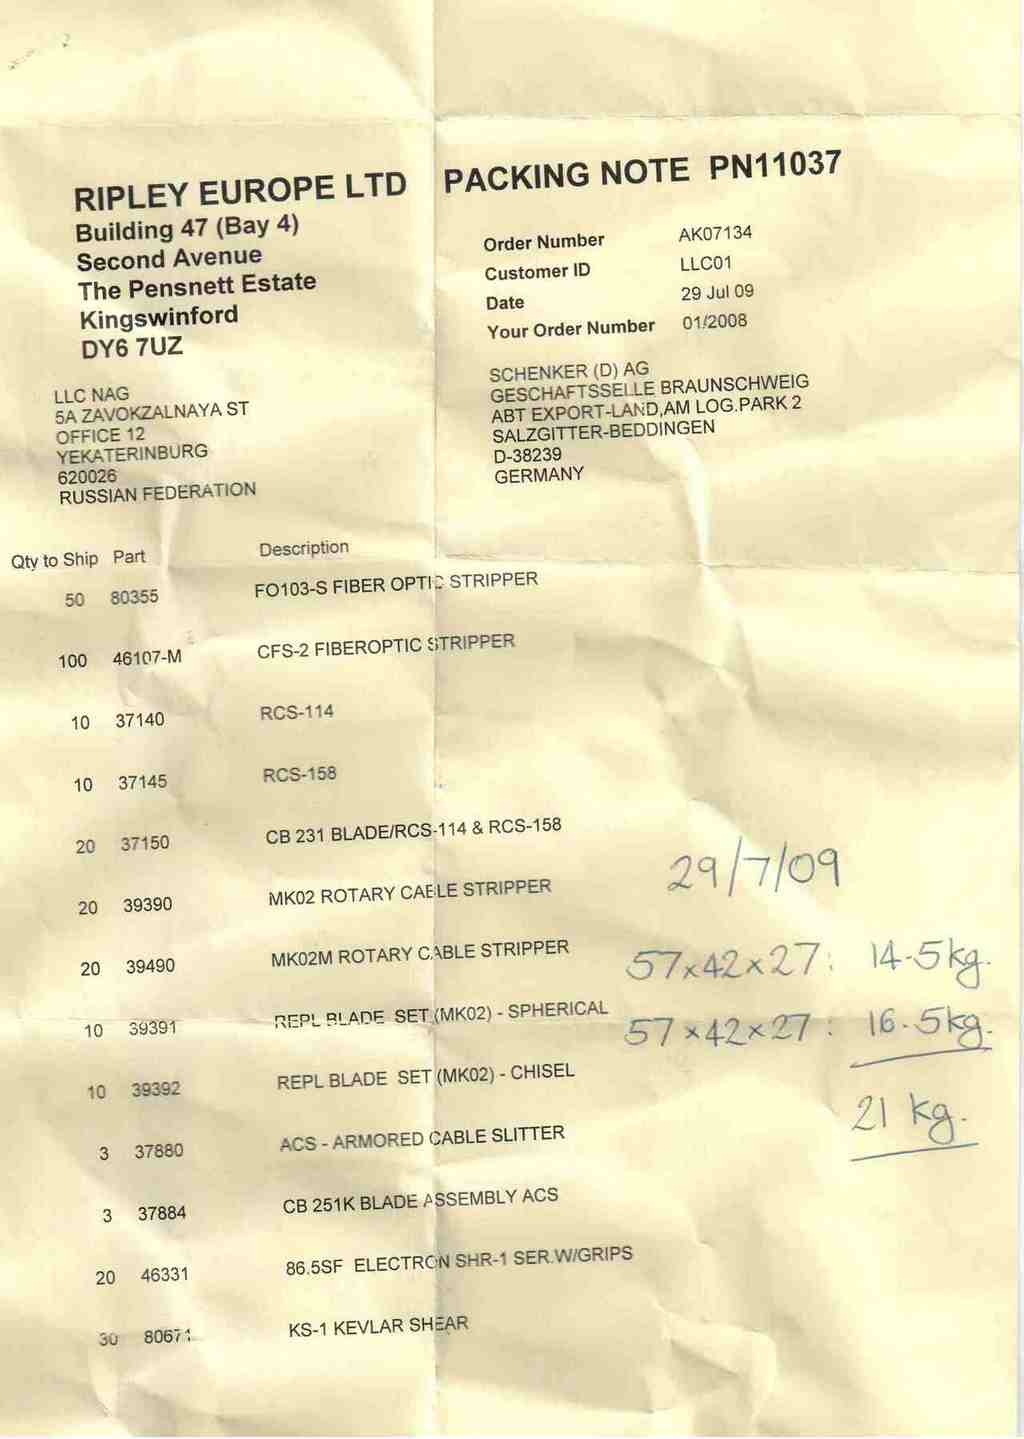 RIPLEY EUROPE LTD
Building 47 (Bay 4)
Second Avenue
The Pensnett Estate
Kingswinford
DY6 7UZ
PACKING NOTE PN11037
Order Number AK07134
Customer ID LLC01
Date 29 Jul 09
Your Order Number 01/2008
LLC NAG
5A ZAVOKZALNAYA ST
OFFICE 12
YEKATERINBURG
620026
RUSSIAN FEDERATION
SCHENKER (D) AG
GESCHAFTSSELLE BRAUNSCHWEIG
ABT EXPORT-LAND,AM LOG.PARK 2
SALZGITTER-BEDDINGEN
D-38239
GERMANY
Qty to Ship Part Description
50 80355 FO103-S FIBER OPTIC STRIPPER
100 46107-M CFS-2 FIBEROPTIC STRIPPER
10 37140 RCS-114
10 37145 RCS-158
20 37150 CB 231 BLADE/RCS-114 & RCS-158
20 39390 MK02 ROTARY CABLE STRIPPER
20 39490 MK02M ROTARY CABLE STRIPPER
10 39391 REPL BLADE SET (MK02) - SPHERICAL
10 39392 REPL BLADE SET (MK02) - CHISEL
3 37880 ACS - ARMORED CABLE SLITTER
3 37884 CB 251K BLADE ASSEMBLY ACS
20 46331 86.5SF ELECTRON SHR-1 SER.W/GRIPS
30 80671 KS-1 KEVLAR SHEAR
29/7/09
57x42x27: 14-5kg.
57x42x27: 16.5kg.
21 kg.